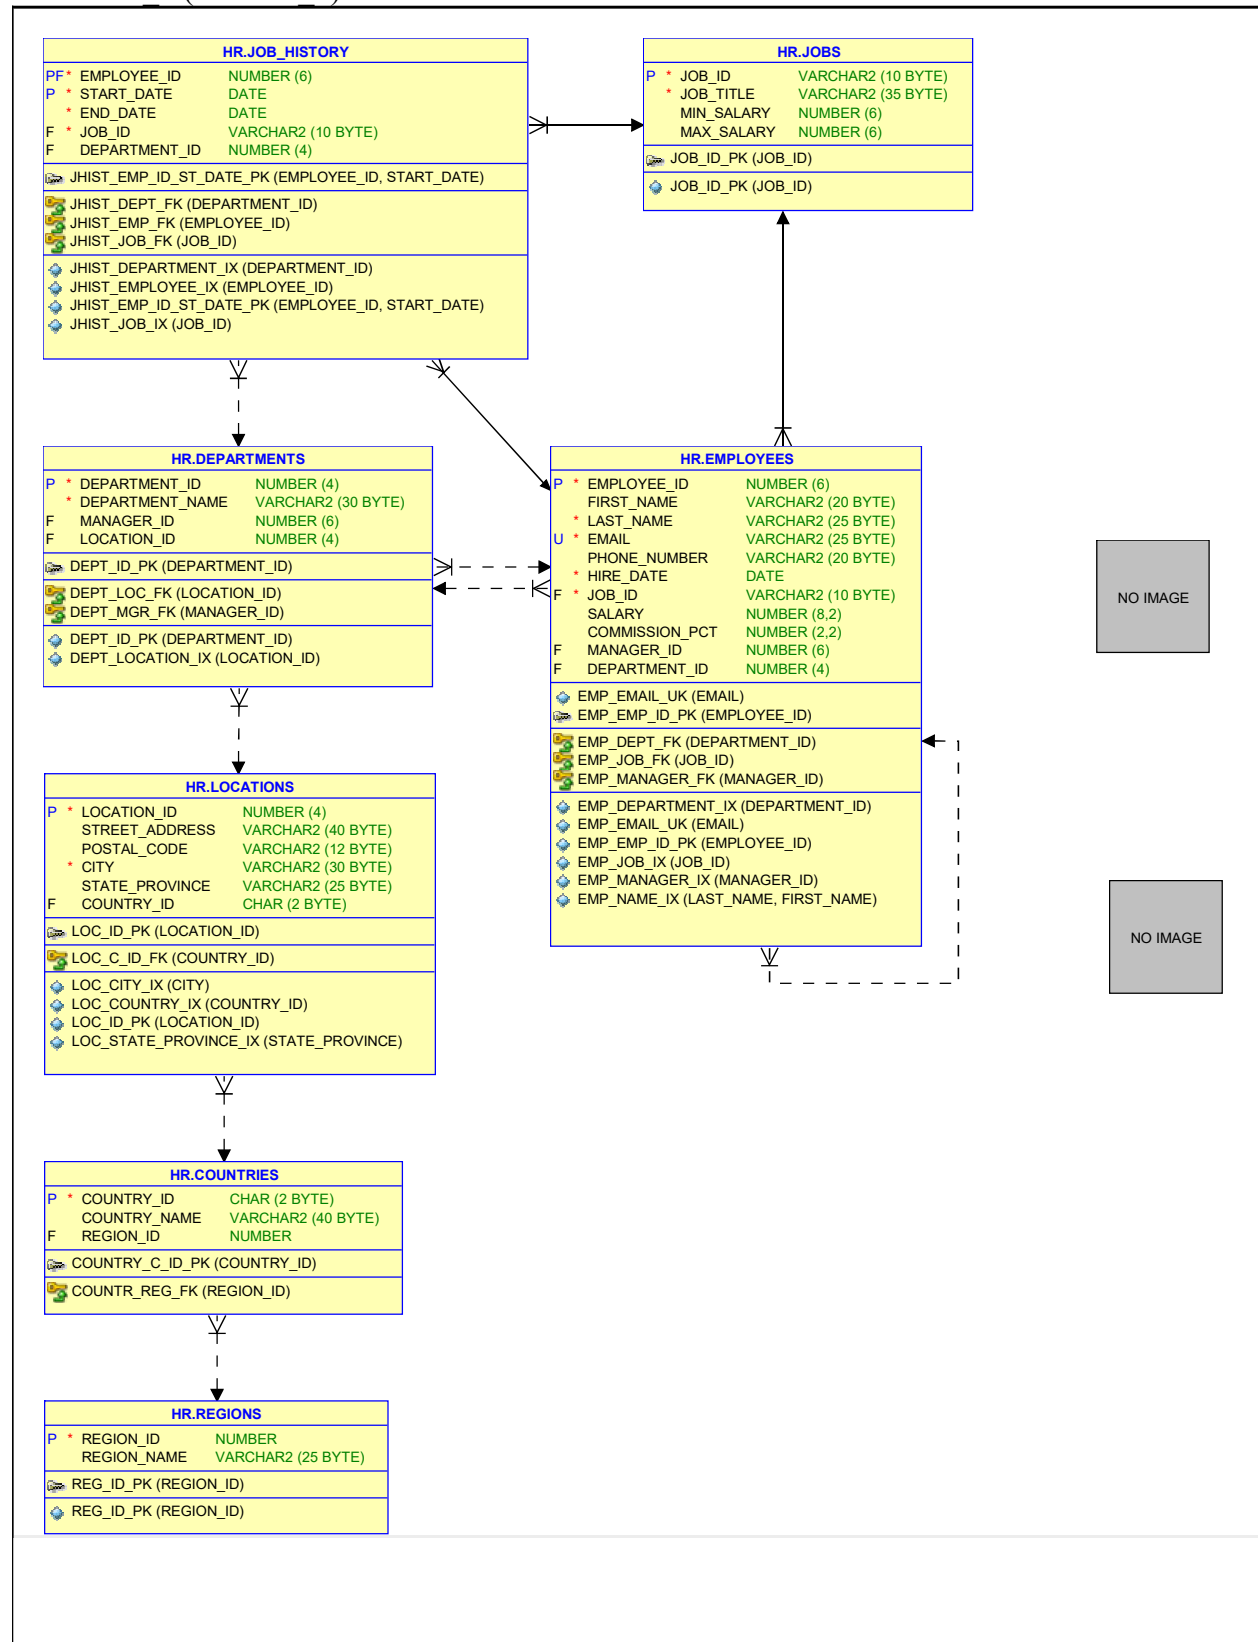 HR.JOB_HISTORY
PF * EMPLOYEE_ID NUMBER (6)
P * START_DATE DATE
* END_DATE DATE
F * JOB_ID VARCHAR2 (10 BYTE)
F DEPARTMENT_ID NUMBER (4)
JHIST_EMP_ID_ST_DATE_PK (EMPLOYEE_ID, START_DATE)
JHIST_DEPT_FK (DEPARTMENT_ID)
JHIST_EMP_FK (EMPLOYEE_ID)
JHIST_JOB_FK (JOB_ID)
JHIST_DEPARTMENT_IX (DEPARTMENT_ID)
JHIST_EMPLOYEE_IX (EMPLOYEE_ID)
JHIST_EMP_ID_ST_DATE_PK (EMPLOYEE_ID, START_DATE)
JHIST_JOB_IX (JOB_ID)
HR.JOBS
P * JOB_ID VARCHAR2 (10 BYTE)
* JOB_TITLE VARCHAR2 (35 BYTE)
MIN_SALARY NUMBER (6)
MAX_SALARY NUMBER (6)
JOB_ID_PK (JOB_ID)
JOB_ID_PK (JOB_ID)
HR.DEPARTMENTS
P * DEPARTMENT_ID NUMBER (4)
* DEPARTMENT_NAME VARCHAR2 (30 BYTE)
F MANAGER_ID NUMBER (6)
F LOCATION_ID NUMBER (4)
DEPT_ID_PK (DEPARTMENT_ID)
DEPT_LOC_FK (LOCATION_ID)
DEPT_MGR_FK (MANAGER_ID)
DEPT_ID_PK (DEPARTMENT_ID)
DEPT_LOCATION_IX (LOCATION_ID)
HR.EMPLOYEES
P * EMPLOYEE_ID NUMBER (6)
FIRST_NAME VARCHAR2 (20 BYTE)
* LAST_NAME VARCHAR2 (25 BYTE)
U * EMAIL VARCHAR2 (25 BYTE)
PHONE_NUMBER VARCHAR2 (20 BYTE)
* HIRE_DATE DATE
F * JOB_ID VARCHAR2 (10 BYTE)
SALARY NUMBER (8,2)
COMMISSION_PCT NUMBER (2,2)
F MANAGER_ID NUMBER (6)
F DEPARTMENT_ID NUMBER (4)
EMP_EMAIL_UK (EMAIL)
EMP_EMP_ID_PK (EMPLOYEE_ID)
EMP_DEPT_FK (DEPARTMENT_ID)
EMP_JOB_FK (JOB_ID)
EMP_MANAGER_FK (MANAGER_ID)
EMP_DEPARTMENT_IX (DEPARTMENT_ID)
EMP_EMAIL_UK (EMAIL)
EMP_EMP_ID_PK (EMPLOYEE_ID)
EMP_JOB_IX (JOB_ID)
EMP_MANAGER_IX (MANAGER_ID)
EMP_NAME_IX (LAST_NAME, FIRST_NAME)
NO IMAGE
NO IMAGE
HR.LOCATIONS
P * LOCATION_ID NUMBER (4)
STREET_ADDRESS VARCHAR2 (40 BYTE)
POSTAL_CODE VARCHAR2 (12 BYTE)
* CITY VARCHAR2 (30 BYTE)
STATE_PROVINCE VARCHAR2 (25 BYTE)
F COUNTRY_ID CHAR (2 BYTE)
LOC_ID_PK (LOCATION_ID)
LOC_C_ID_FK (COUNTRY_ID)
LOC_CITY_IX (CITY)
LOC_COUNTRY_IX (COUNTRY_ID)
LOC_ID_PK (LOCATION_ID)
LOC_STATE_PROVINCE_IX (STATE_PROVINCE)
HR.COUNTRIES
P * COUNTRY_ID CHAR (2 BYTE)
COUNTRY_NAME VARCHAR2 (40 BYTE)
F REGION_ID NUMBER
COUNTRY_C_ID_PK (COUNTRY_ID)
COUNTR_REG_FK (REGION_ID)
HR.REGIONS
P * REGION_ID NUMBER
REGION_NAME VARCHAR2 (25 BYTE)
REG_ID_PK (REGION_ID)
REG_ID_PK (REGION_ID)